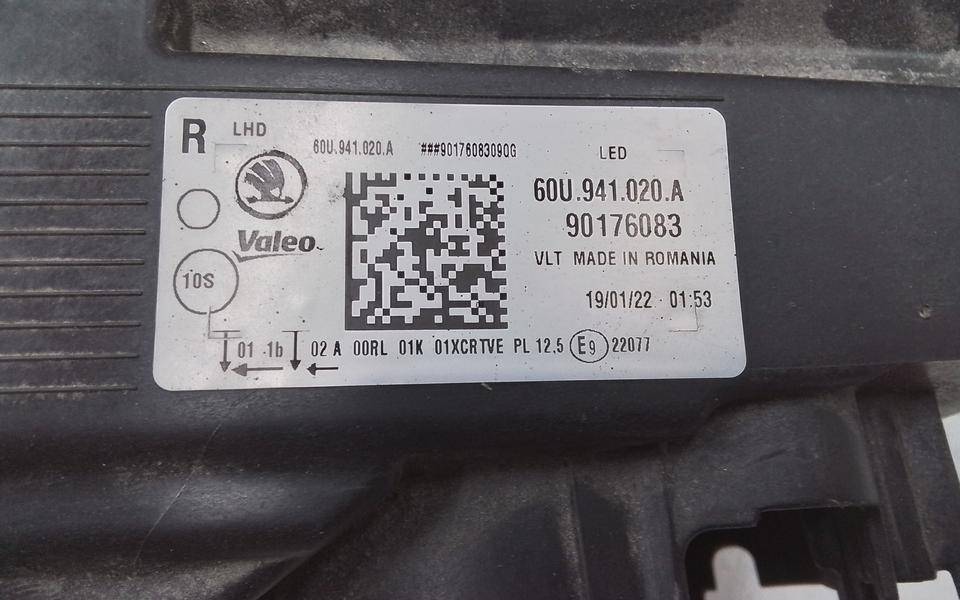 R LHD
60U.941.020.A ###90176083090G LED
60U.941.020.A
90176083
Valeo
VLT MADE IN ROMANIA
10S
19/01/22 01:53
01 1b 02 A 00RL 01K 01XCRTVE PL 12.5 E9 22077